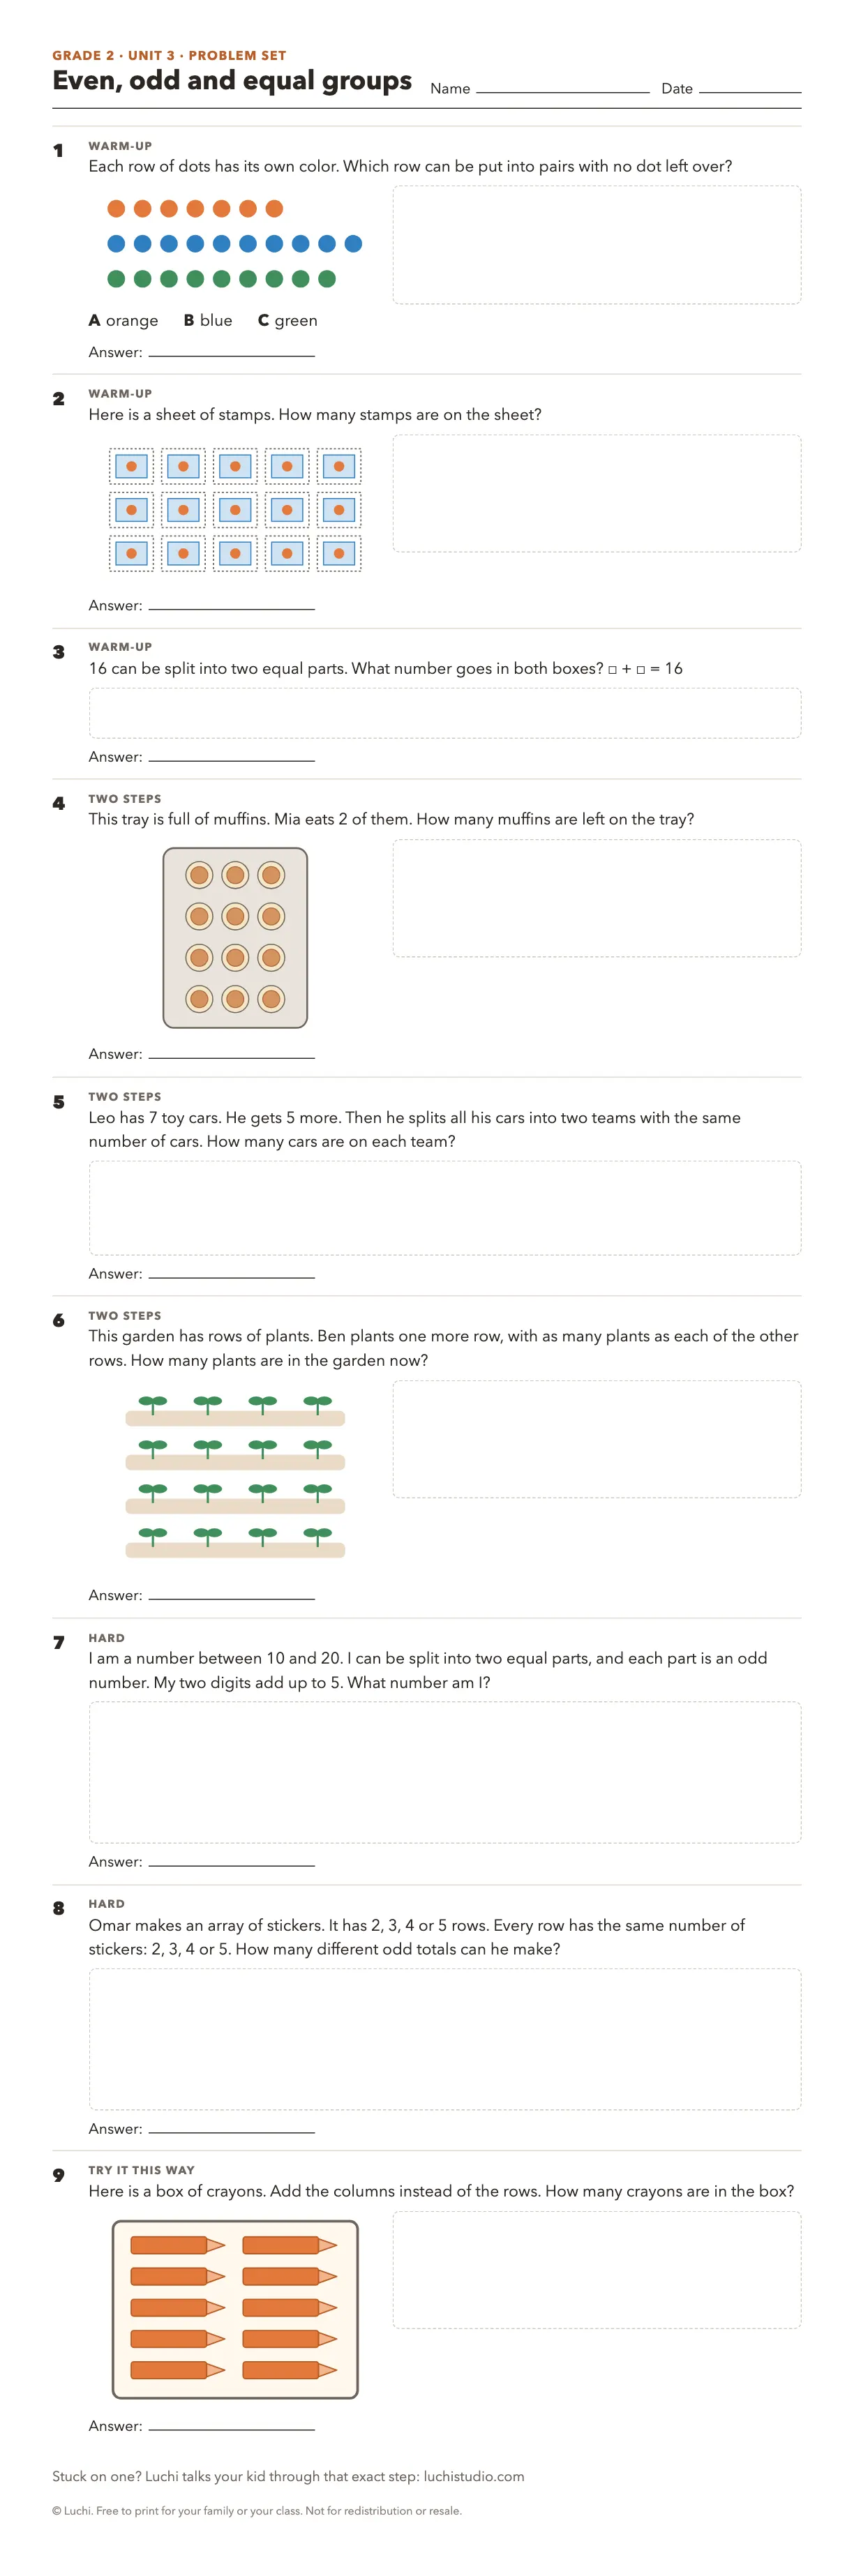 GRADE 2 · UNIT 3 · PROBLEM SET
Even, odd and equal groups
Name Date
1
WARM-UP
Each row of dots has its own color. Which row can be put into pairs with no dot left over?
A orange B blue C green
Answer:
2
WARM-UP
Here is a sheet of stamps. How many stamps are on the sheet?
Answer:
3
WARM-UP
16 can be split into two equal parts. What number goes in both boxes? □ + □ = 16
Answer:
4
TWO STEPS
This tray is full of muffins. Mia eats 2 of them. How many muffins are left on the tray?
Answer:
5
TWO STEPS
Leo has 7 toy cars. He gets 5 more. Then he splits all his cars into two teams with the same
number of cars. How many cars are on each team?
Answer:
6
TWO STEPS
This garden has rows of plants. Ben plants one more row, with as many plants as each of the other
rows. How many plants are in the garden now?
Answer:
7
HARD
I am a number between 10 and 20. I can be split into two equal parts, and each part is an odd
number. My two digits add up to 5. What number am I?
Answer:
8
HARD
Omar makes an array of stickers. It has 2, 3, 4 or 5 rows. Every row has the same number of
stickers: 2, 3, 4 or 5. How many different odd totals can he make?
Answer:
9
TRY IT THIS WAY
Here is a box of crayons. Add the columns instead of the rows. How many crayons are in the box?
Answer:
Stuck on one? Luchi talks your kid through that exact step: luchistudio.com
© Luchi. Free to print for your family or your class. Not for redistribution or resale.